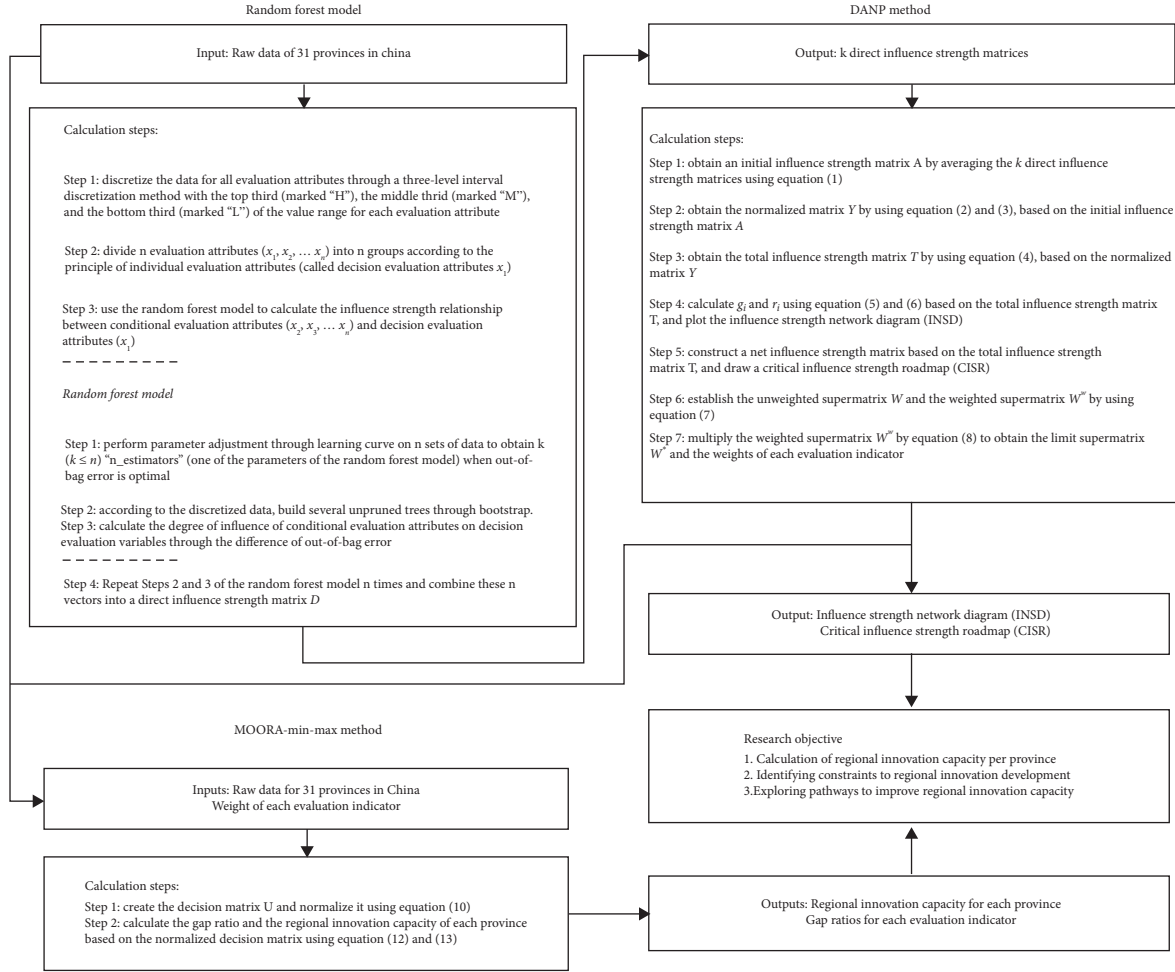 Random forest model
Input: Raw data of 31 provinces in china
Calculation steps:
Step 1: discretize the data for all evaluation attributes through a three-level interval
discretization method with the top third (marked “H”), the middle thrid (marked “M”),
and the bottom third (marked “L”) of the value range for each evaluation attribute
Step 2: divide n evaluation attributes (x1, x2, … xn) into n groups according to the
principle of individual evaluation attributes (called decision evaluation attributes x1)
Step 3: use the random forest model to calculate the influence strength relationship
between conditional evaluation attributes (x2, x3, … xn) and decision evaluation
attributes (x1)
Random forest model
Step 1: perform parameter adjustment through learning curve on n sets of data to obtain k
(k ≤ n) “n_estimators” (one of the parameters of the random forest model) when out-of-
bag error is optimal
Step 2: according to the discretized data, build several unpruned trees through bootstrap.
Step 3: calculate the degree of influence of conditional evaluation attributes on decision
evaluation variables through the difference of out-of-bag error
Step 4: Repeat Steps 2 and 3 of the random forest model n times and combine these n
vectors into a direct influence strength matrix D
DANP method
Output: k direct influence strength matrices
Calculation steps:
Step 1: obtain an initial influence strength matrix A by averaging the k direct influence
strength matrices using equation (1)
Step 2: obtain the normalized matrix Y by using equation (2) and (3), based on the initial influence
strength matrix A
Step 3: obtain the total influence strength matrix T by using equation (4), based on the normalized
matrix Y
Step 4: calculate gi and ri using equation (5) and (6) based on the total influence strength matrix
T, and plot the influence strength network diagram (INSD)
Step 5: construct a net influence strength matrix based on the total influence strength
matrix T, and draw a critical influence strength roadmap (CISR)
Step 6: establish the unweighted supermatrix W and the weighted supermatrix W^w by using
equation (7)
Step 7: multiply the weighted supermatrix W^w by equation (8) to obtain the limit supermatrix
W^* and the weights of each evaluation indicator
Output: Influence strength network diagram (INSD)
Critical influence strength roadmap (CISR)
Research objective
1. Calculation of regional innovation capacity per province
2. Identifying constraints to regional innovation development
3.Exploring pathways to improve regional innovation capacity
MOORA-min-max method
Inputs: Raw data for 31 provinces in China
Weight of each evaluation indicator
Calculation steps:
Step 1: create the decision matrix U and normalize it using equation (10)
Step 2: calculate the gap ratio and the regional innovation capacity of each province
based on the normalized decision matrix using equation (12) and (13)
Outputs: Regional innovation capacity for each province
Gap ratios for each evaluation indicator